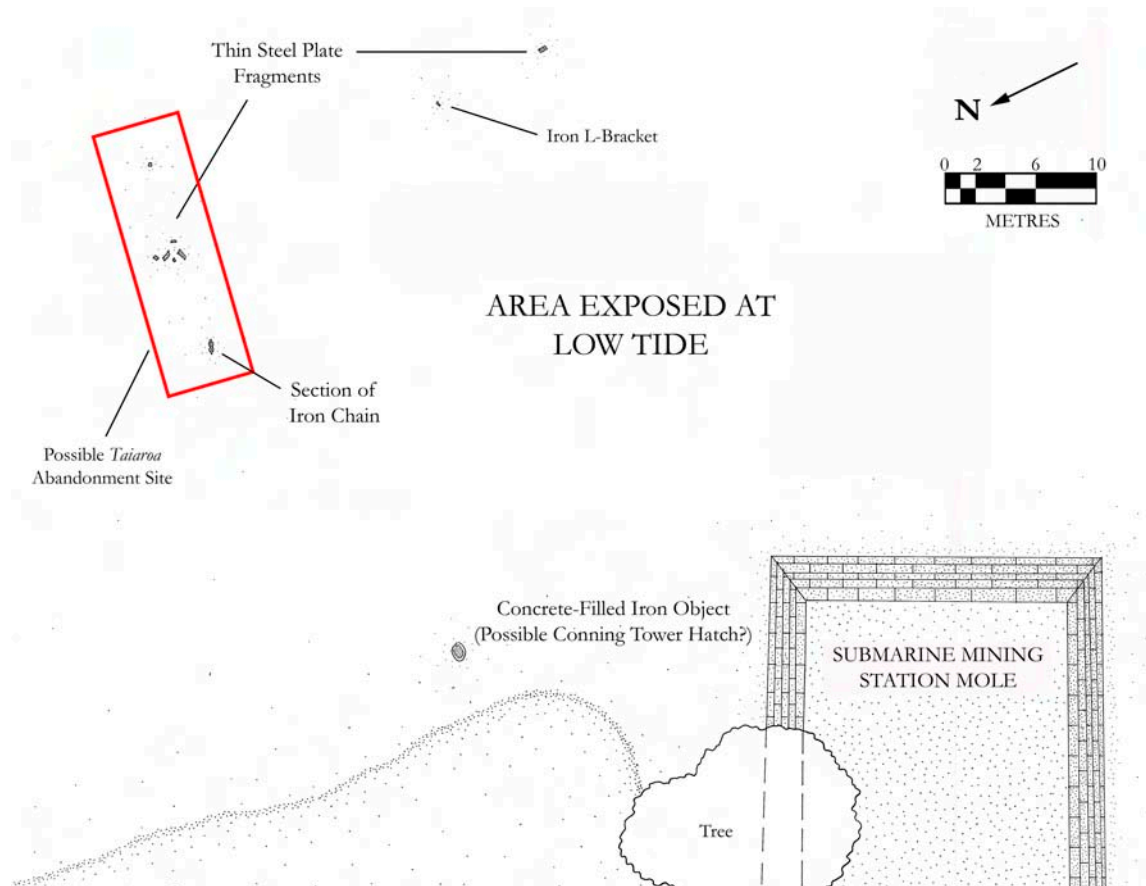 Thin Steel Plate
Fragments
Iron L-Bracket
N
0 2 6 10
METRES
AREA EXPOSED AT
LOW TIDE
Section of
Iron Chain
Possible Taiaroa
Abandonment Site
Concrete-Filled Iron Object
(Possible Conning Tower Hatch?)
SUBMARINE MINING
STATION MOLE
Tree